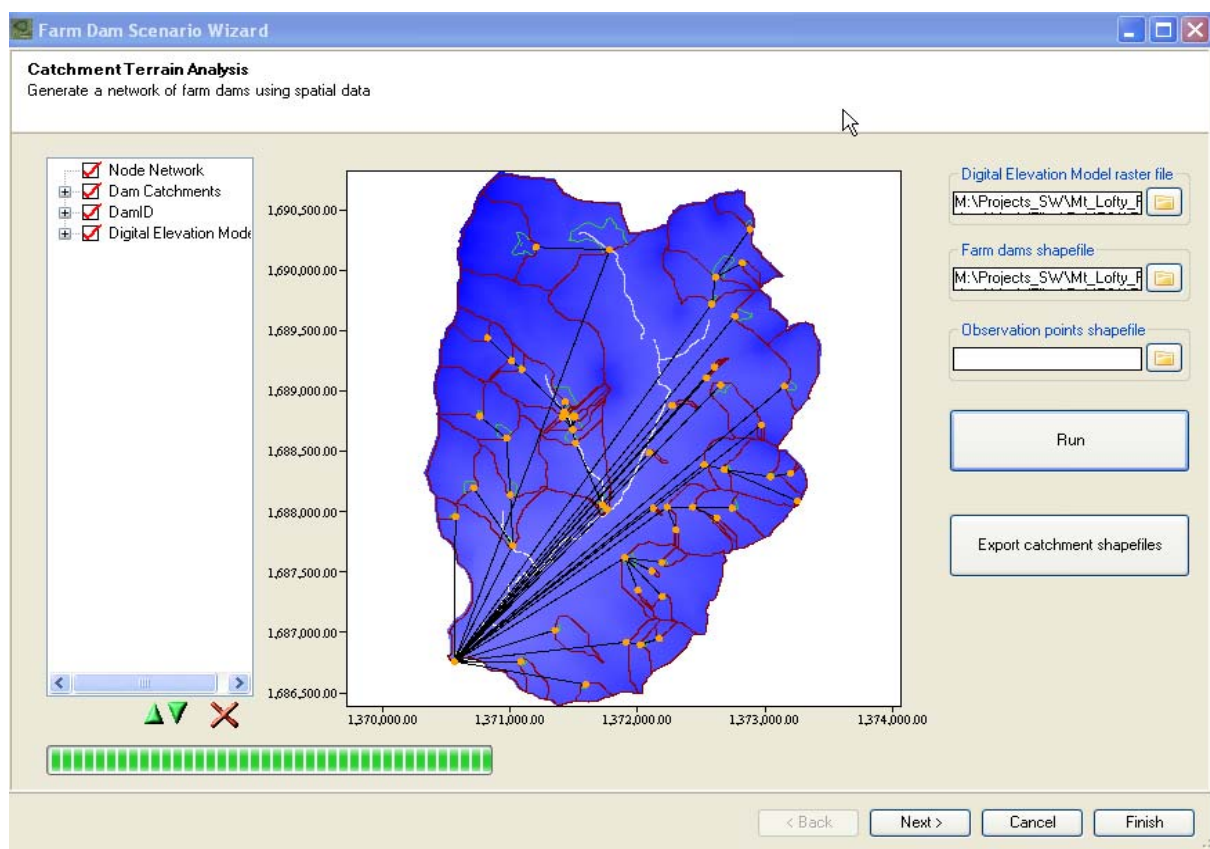 Farm Dam Scenario Wizard
Catchment Terrain Analysis
Generate a network of farm dams using spatial data
Node Network
Dam Catchments
DamID
Digital Elevation Mode
1,690,500.00
1,690,000.00
1,689,500.00
1,689,000.00
1,688,500.00
1,688,000.00
1,687,500.00
1,687,000.00
1,686,500.00
1,370,000.00
1,371,000.00
1,372,000.00
1,373,000.00
1,374,000.00
Digital Elevation Model raster file
M:\Projects_SW\Mt_Lofty_F
Farm dams shapefile
M:\Projects_SW\Mt_Lofty_F
Observation points shapefile
Run
Export catchment shapefiles
< Back
Next >
Cancel
Finish